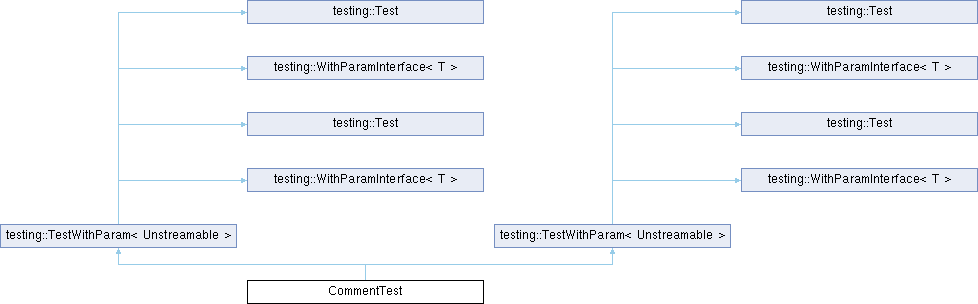 testing::Test
testing::Test
testing::WithParamInterface< T >
testing::WithParamInterface< T >
testing::Test
testing::Test
testing::WithParamInterface< T >
testing::WithParamInterface< T >
testing::TestWithParam< Unstreamable >
testing::TestWithParam< Unstreamable >
CommentTest